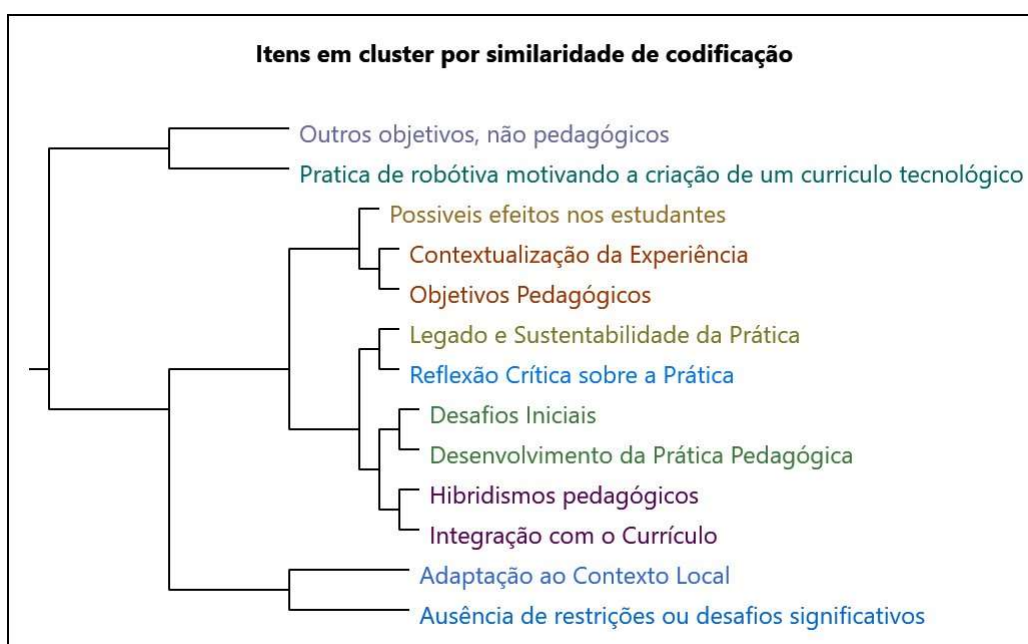 Itens em cluster por similaridade de codificação
Outros objetivos, não pedagógicos
Pratica de robótiva motivando a criação de um curriculo tecnológico
Possiveis efeitos nos estudantes
Contextualização da Experiência
Objetivos Pedagógicos
Legado e Sustentabilidade da Prática
Reflexão Crítica sobre a Prática
Desafios Iniciais
Desenvolvimento da Prática Pedagógica
Hibridismos pedagógicos
Integração com o Currículo
Adaptação ao Contexto Local
Ausência de restrições ou desafios significativos